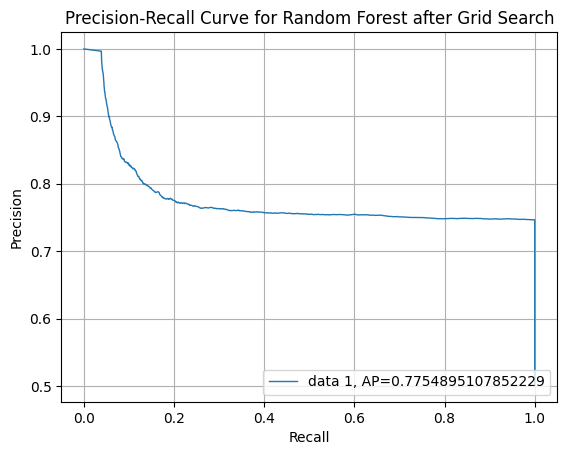 Precision-Recall Curve for Random Forest after Grid Search
1.0
0.9
0.8
0.7
0.6
0.5
Precision
data 1, AP=0.7754895107852229
0.0 0.2 0.4 0.6 0.8 1.0
Recall